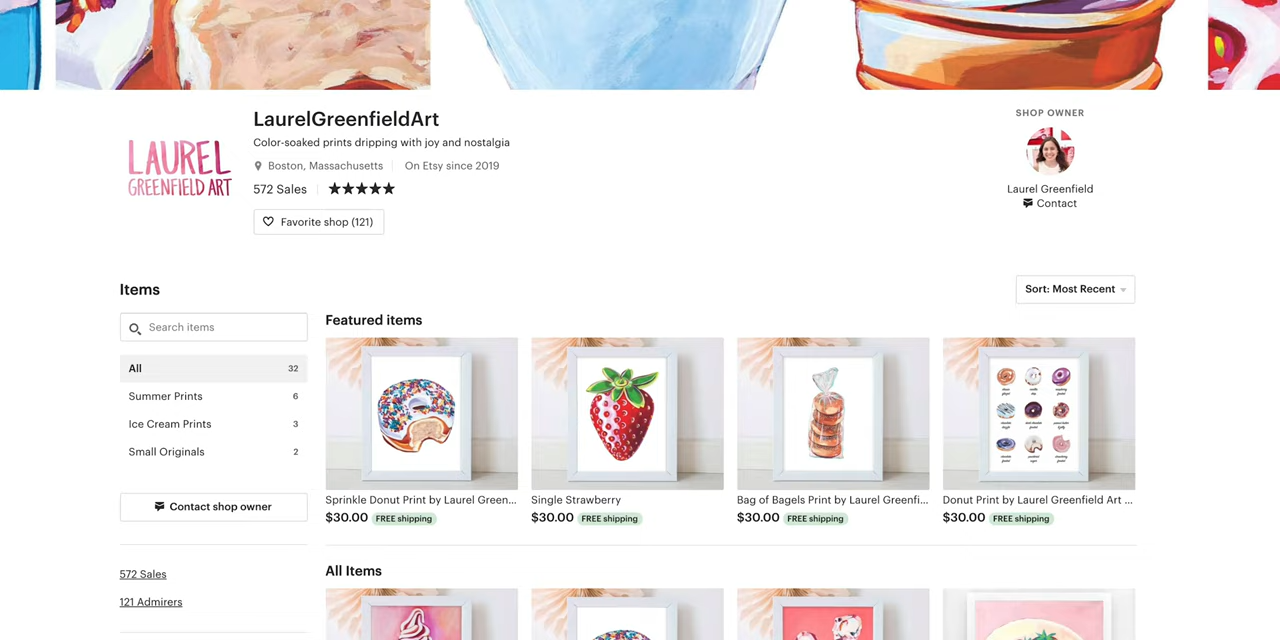 LaurelGreenfieldArt
Color-soaked prints dripping with joy and nostalgia
LAUREL
GREENFIELD ART
Boston, Massachusetts
On Etsy since 2019
572 Sales
Favorite shop (121)
SHOP OWNER
Laurel Greenfield
Contact
Items
Sort: Most Recent
Search items
All 32
Summer Prints 6
Ice Cream Prints 3
Small Originals 2
Contact shop owner
572 Sales
121 Admirers
Featured items
Sprinkle Donut Print by Laurel Green...
$30.00 FREE shipping
Single Strawberry
$30.00 FREE shipping
Bag of Bagels Print by Laurel Greenfi...
$30.00 FREE shipping
Donut Print by Laurel Greenfield Art ...
$30.00 FREE shipping
All Items